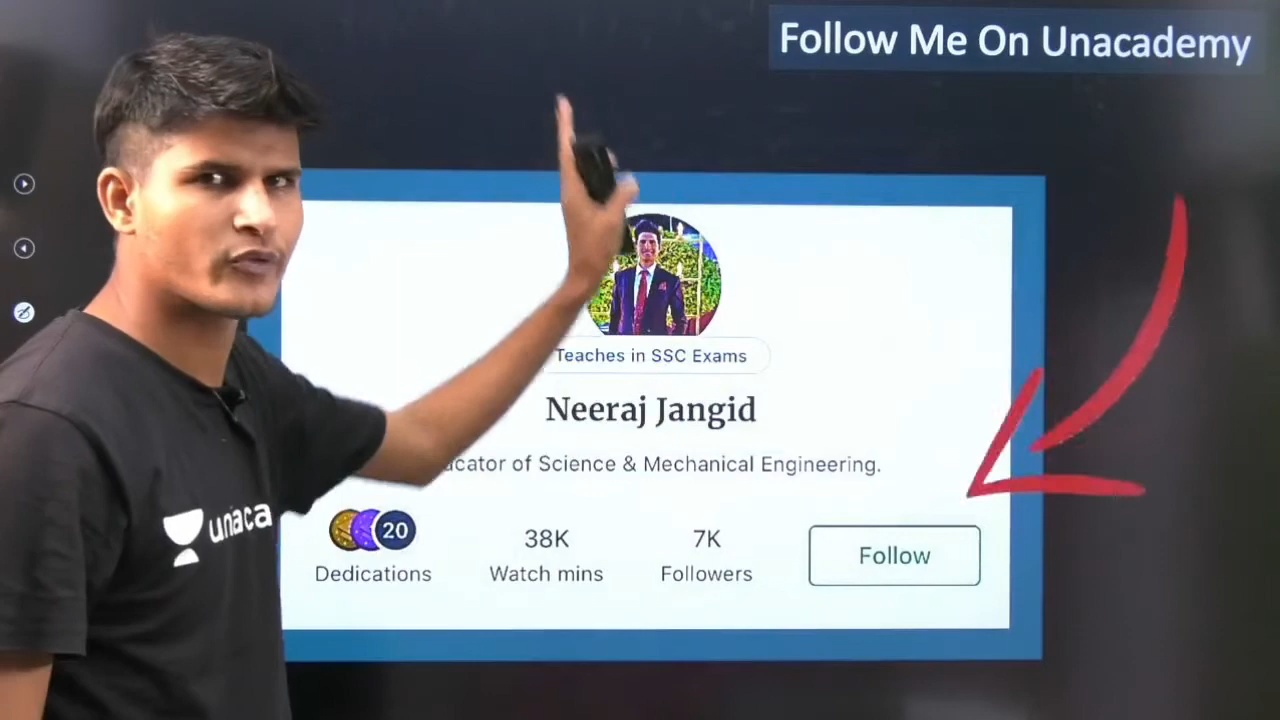 Follow Me On Unacademy
Teaches in SSC Exams
Neeraj Jangid
of Science & Mechanical Engineering.
20
38K
7K
Follow
Dedications
Watch mins
Followers
unaca